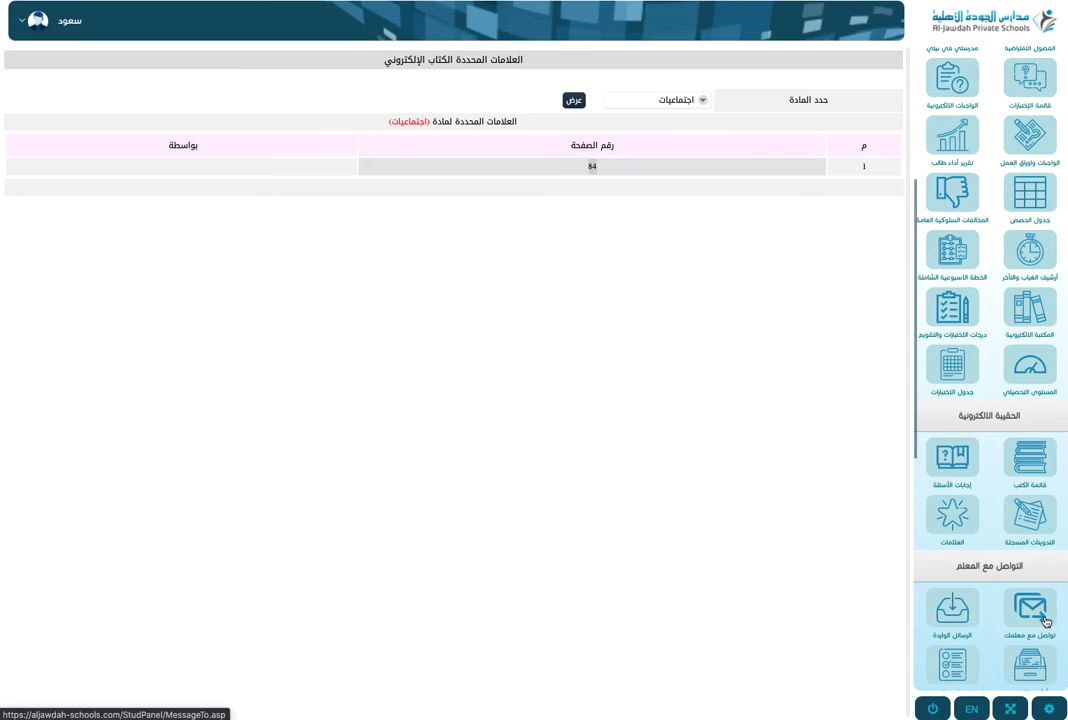 سعود
مدارس الجودة الأهلية
Al-Jawdah Private Schools
العلامات المحددة الكتاب الإلكتروني
حدد المادة
اجتماعيات
عرض
العلامات المحددة لمادة (اجتماعيات)
م
رقم الصفحة
بواسطة
1
84
الفصول الافتراضية
مدرستي في بيتي
قائمة الإختبارات
الواجبات الالكترونية
الواجبات واوراق العمل
تقرير أداء طالب
جدول الحصص
المخالفات السلوكية العامة
أرشيف الغياب والتأخر
الخطة الاسبوعية الشاملة
المكتبة الالكترونية
درجات الاختبارات والتقويم
المستوى التحصيلي
جدول الاختبارات
الحقيبة الالكترونية
قائمة الكتب
إجابات الأسئلة
التدوينات المسجلة
العلامات
التواصل مع المعلم
تواصل مع معلمك
الرسائل الواردة
EN
https://aljawdah-schools.com/StudPanel/MessageTo.asp